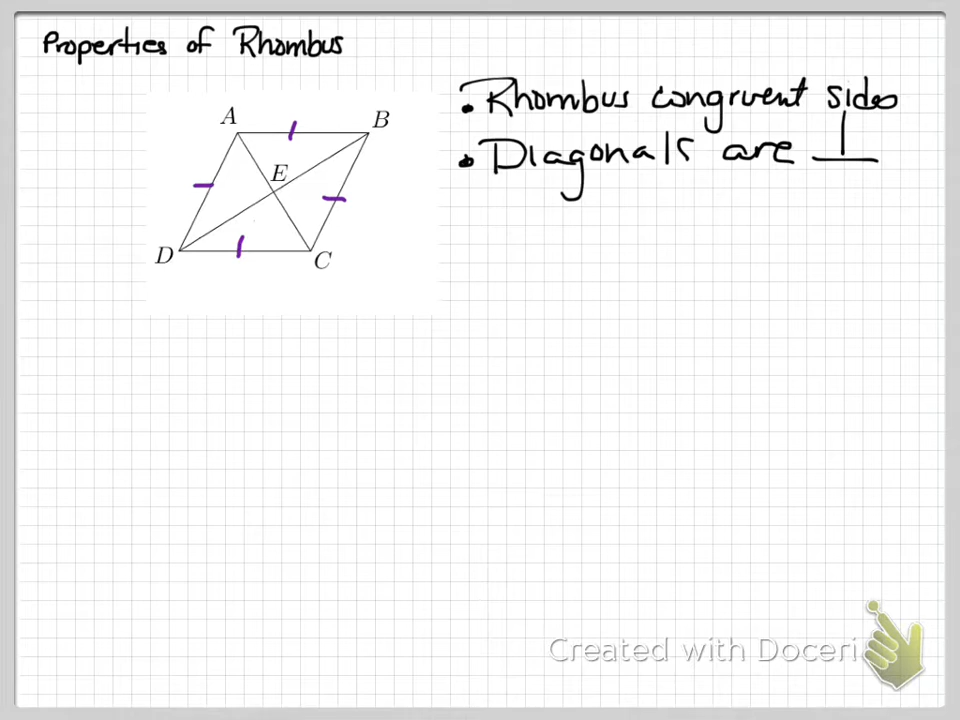 Properties of Rhombus
• Rhombus congruent sides
• Diagonals are ⊥
A
B
E
D
C
Created with Doceri